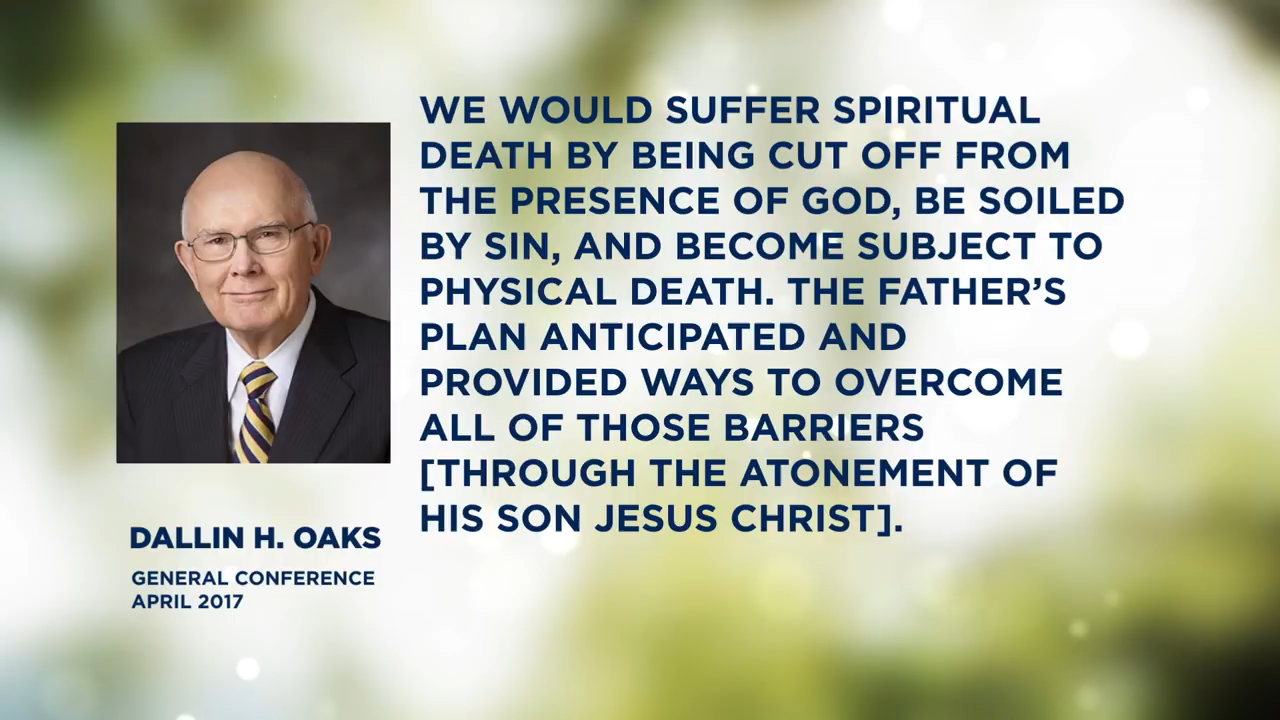 WE WOULD SUFFER SPIRITUAL
DEATH BY BEING CUT OFF FROM
THE PRESENCE OF GOD, BE SOILED
BY SIN, AND BECOME SUBJECT TO
PHYSICAL DEATH. THE FATHER’S
PLAN ANTICIPATED AND
PROVIDED WAYS TO OVERCOME
ALL OF THOSE BARRIERS
[THROUGH THE ATONEMENT OF
HIS SON JESUS CHRIST].
DALLIN H. OAKS
GENERAL CONFERENCE
APRIL 2017